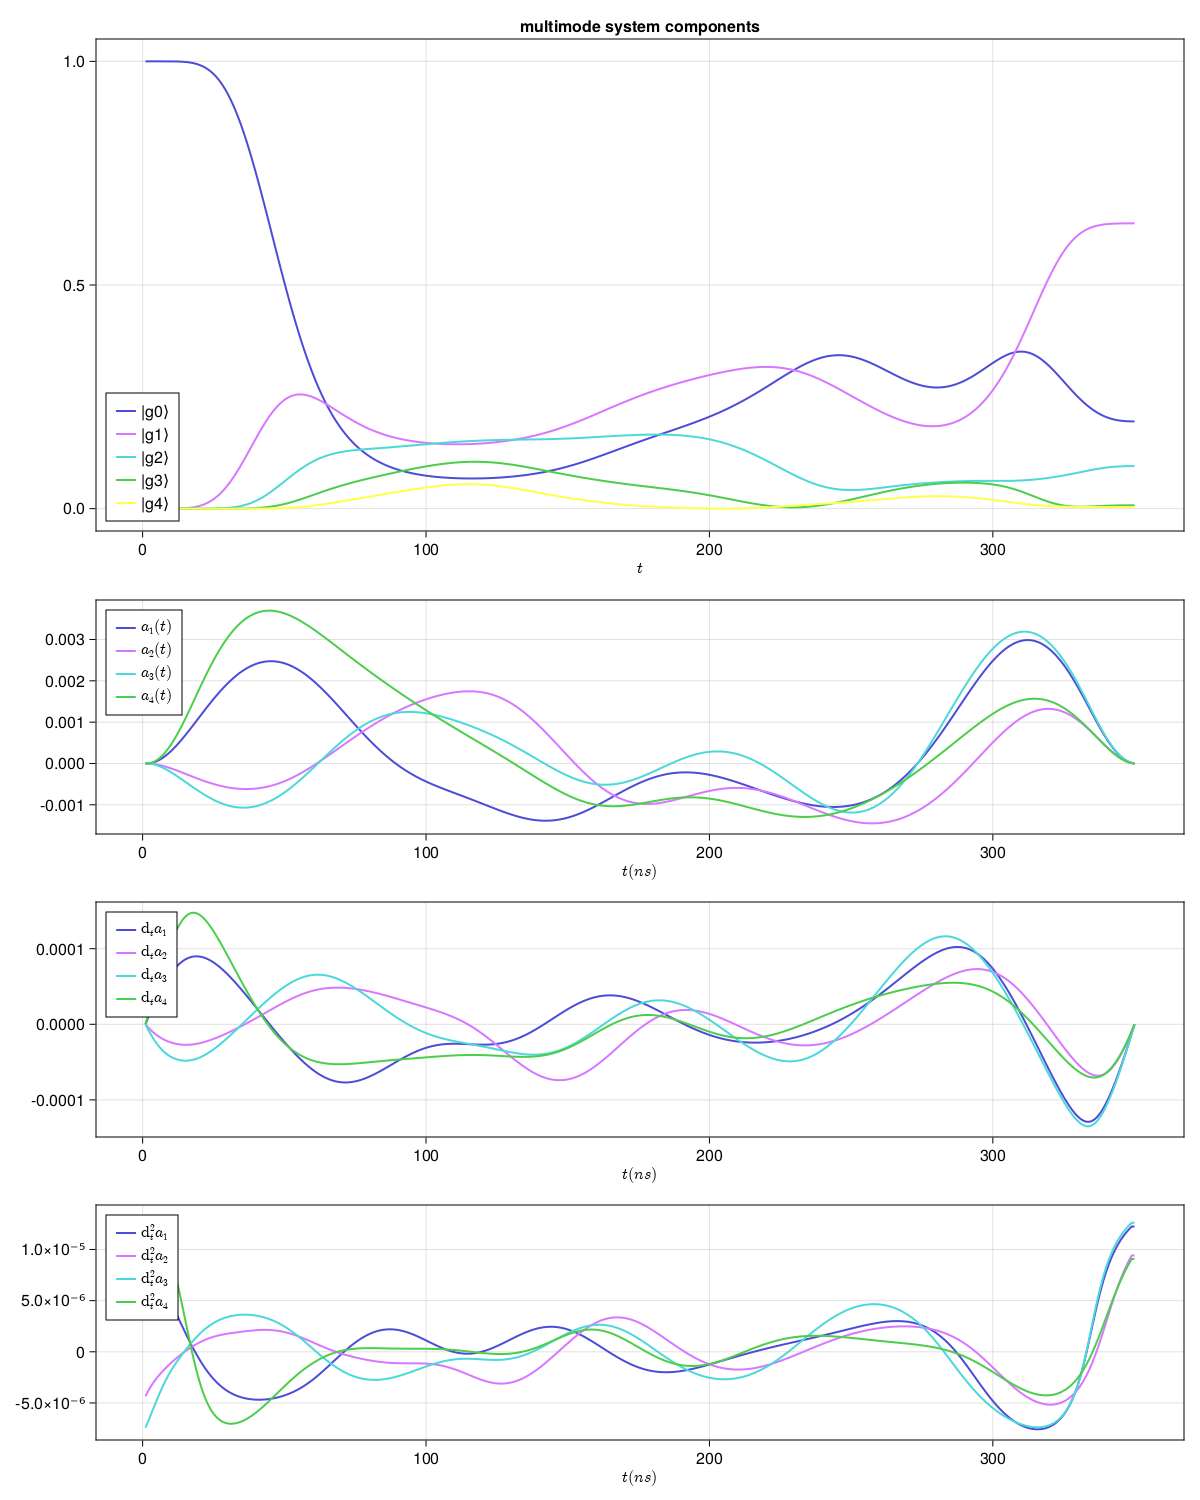 multimode system components
1.0
0.5
0.0
|g0⟩
|g1⟩
|g2⟩
|g3⟩
|g4⟩
0 100 200 300
t
0.003
0.002
0.001
0.000
-0.001
a₁(t)
a₂(t)
a₃(t)
a₄(t)
0 100 200 300
t(ns)
0.0001
0.0000
-0.0001
dₜa₁
dₜa₂
dₜa₃
dₜa₄
0 100 200 300
t(ns)
1.0×10⁻⁵
5.0×10⁻⁶
0
-5.0×10⁻⁶
d²ₜa₁
d²ₜa₂
d²ₜa₃
d²ₜa₄
0 100 200 300
t(ns)